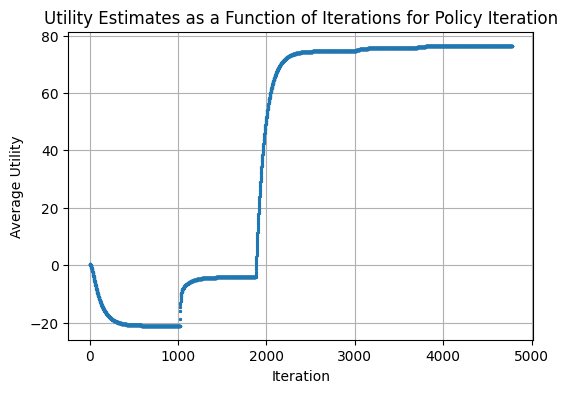 Utility Estimates as a Function of Iterations for Policy Iteration
80
60
40
20
0
−20
Average Utility
0 1000 2000 3000 4000 5000
Iteration